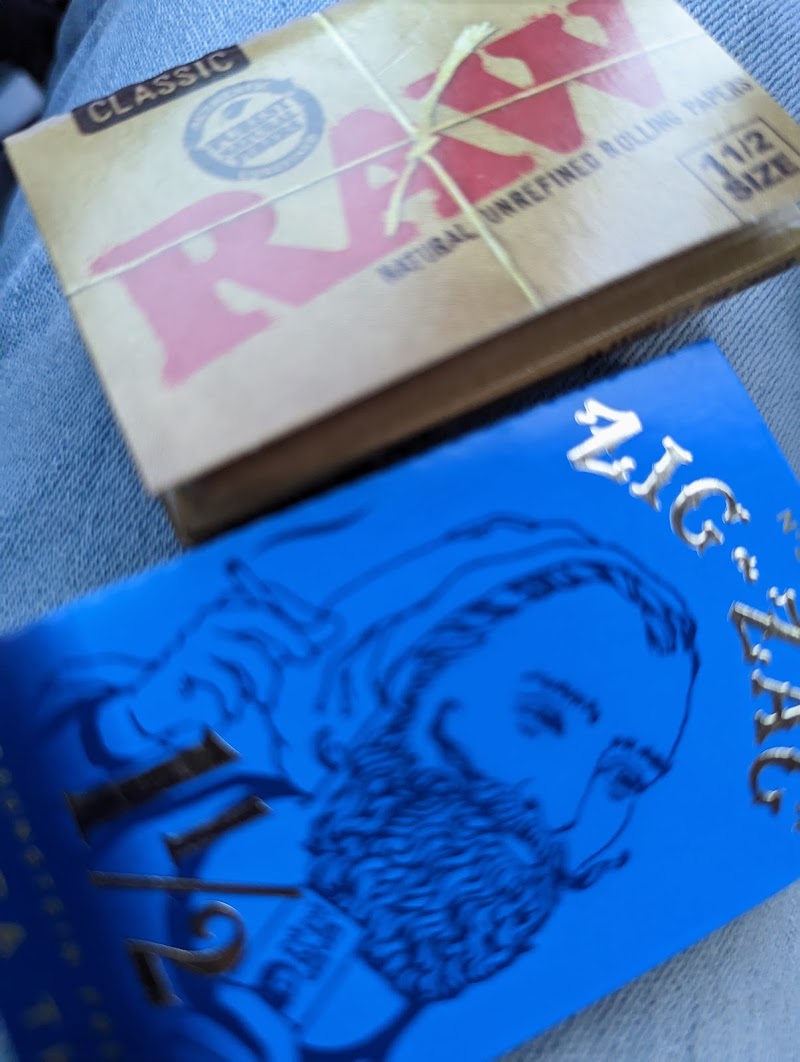 CLASSIC
RAW
NATURAL UNREFINED ROLLING PAPERS
1 1/2
SIZE
ZIG-ZAG
1 1/2